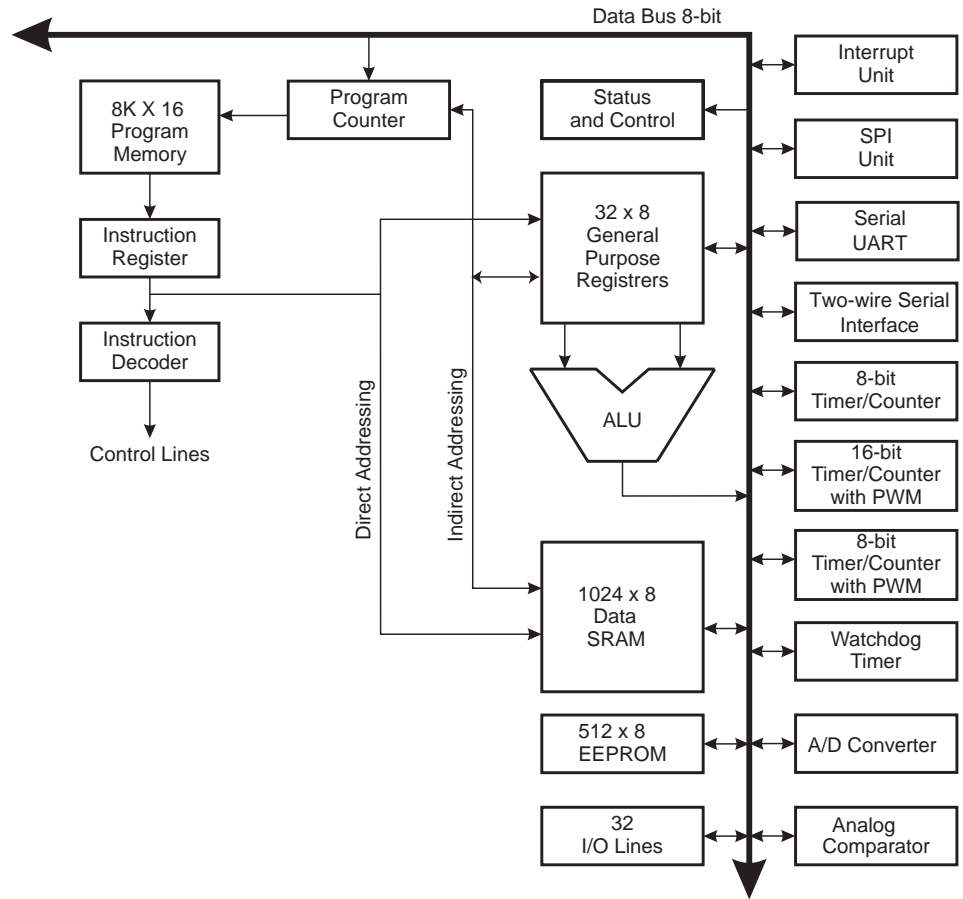 Data Bus 8-bit
8K X 16
Program
Memory
Program
Counter
Status
and Control
Interrupt
Unit
SPI
Unit
Instruction
Register
32 x 8
General
Purpose
Registrers
Serial
UART
Two-wire Serial
Interface
Instruction
Decoder
8-bit
Timer/Counter
ALU
Control Lines
Direct Addressing
Indirect Addressing
16-bit
Timer/Counter
with PWM
8-bit
Timer/Counter
with PWM
1024 x 8
Data
SRAM
Watchdog
Timer
512 x 8
EEPROM
A/D Converter
32
I/O Lines
Analog
Comparator